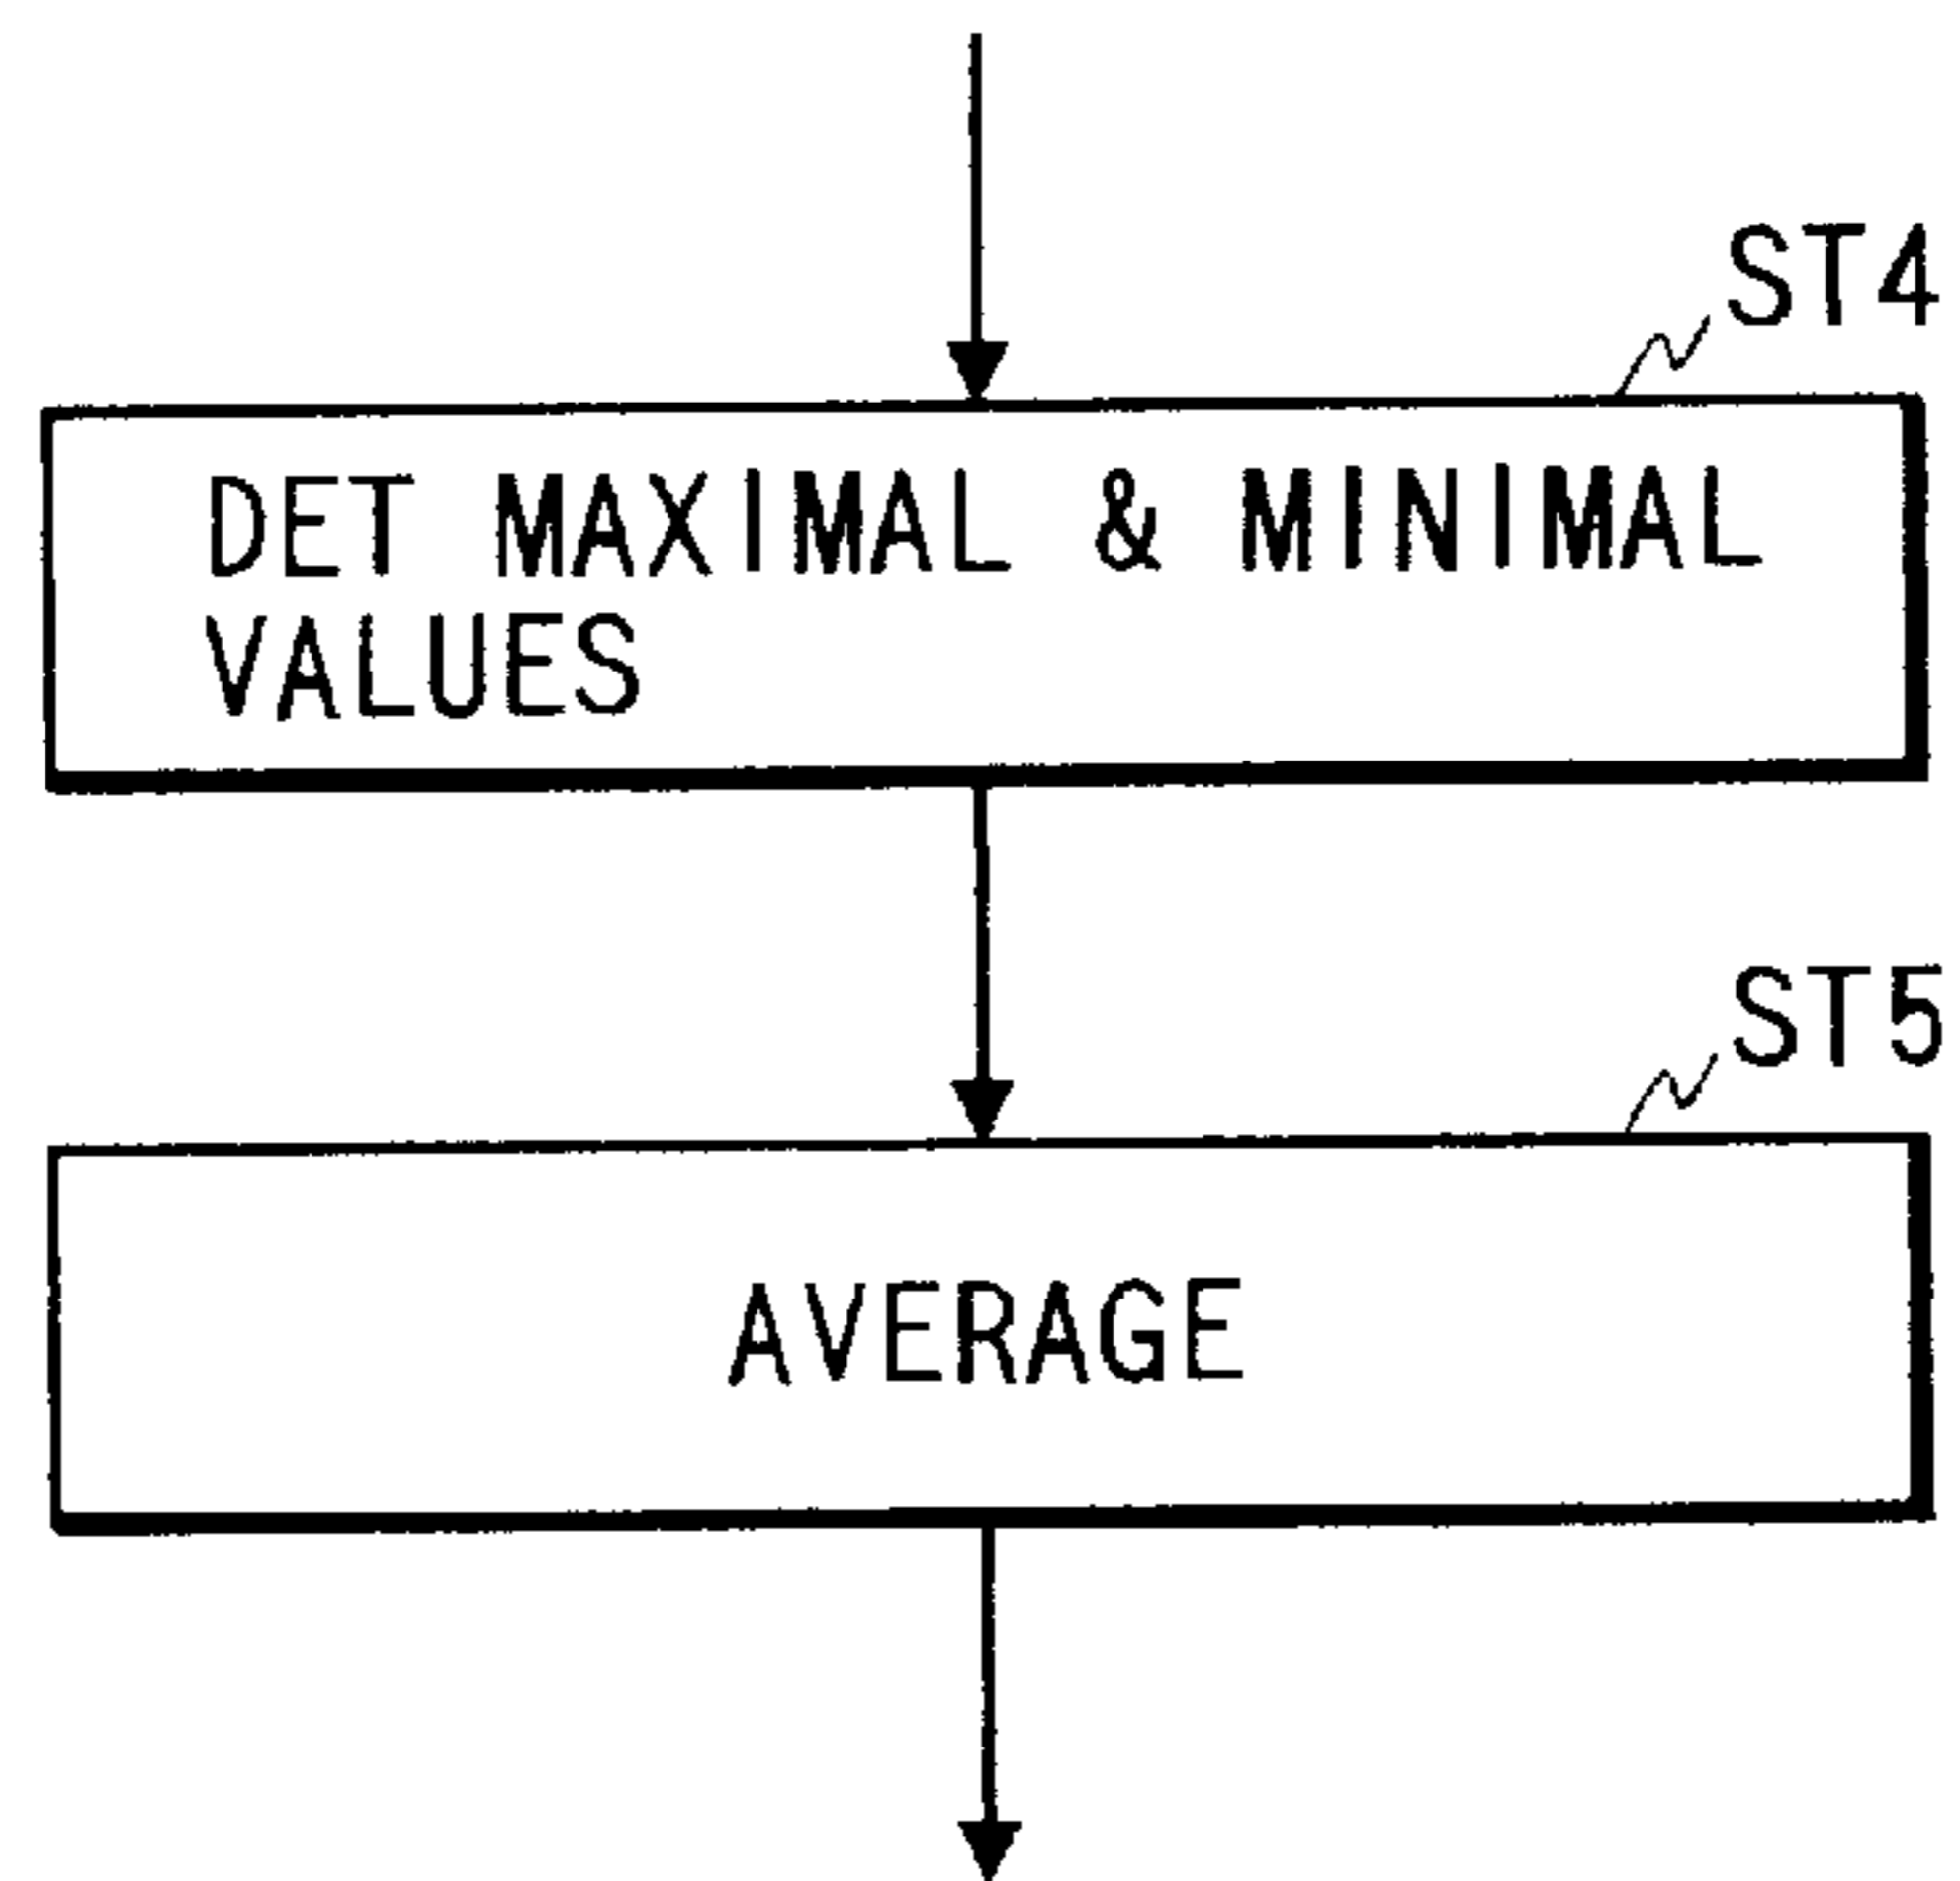 ST4
DET MAXIMAL & MINIMAL
VALUES
ST5
AVERAGE